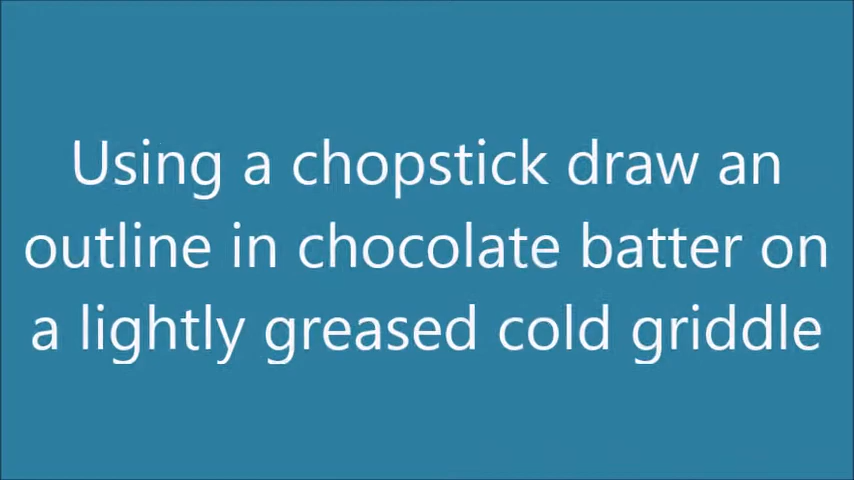 Using a chopstick draw an
outline in chocolate batter on
a lightly greased cold griddle